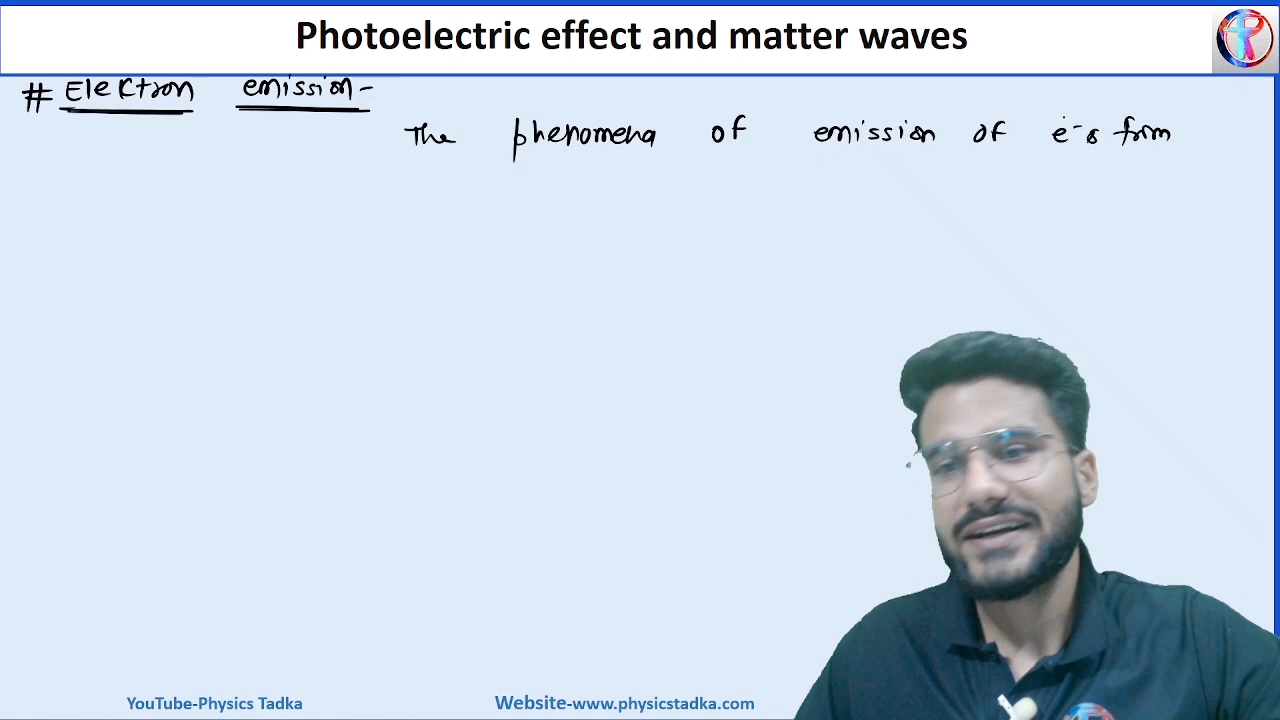 Photoelectric effect and matter waves
# Elektron emission-
The phenomena of emission of e⁻s from
YouTube-Physics Tadka
Website-www.physicstadka.com